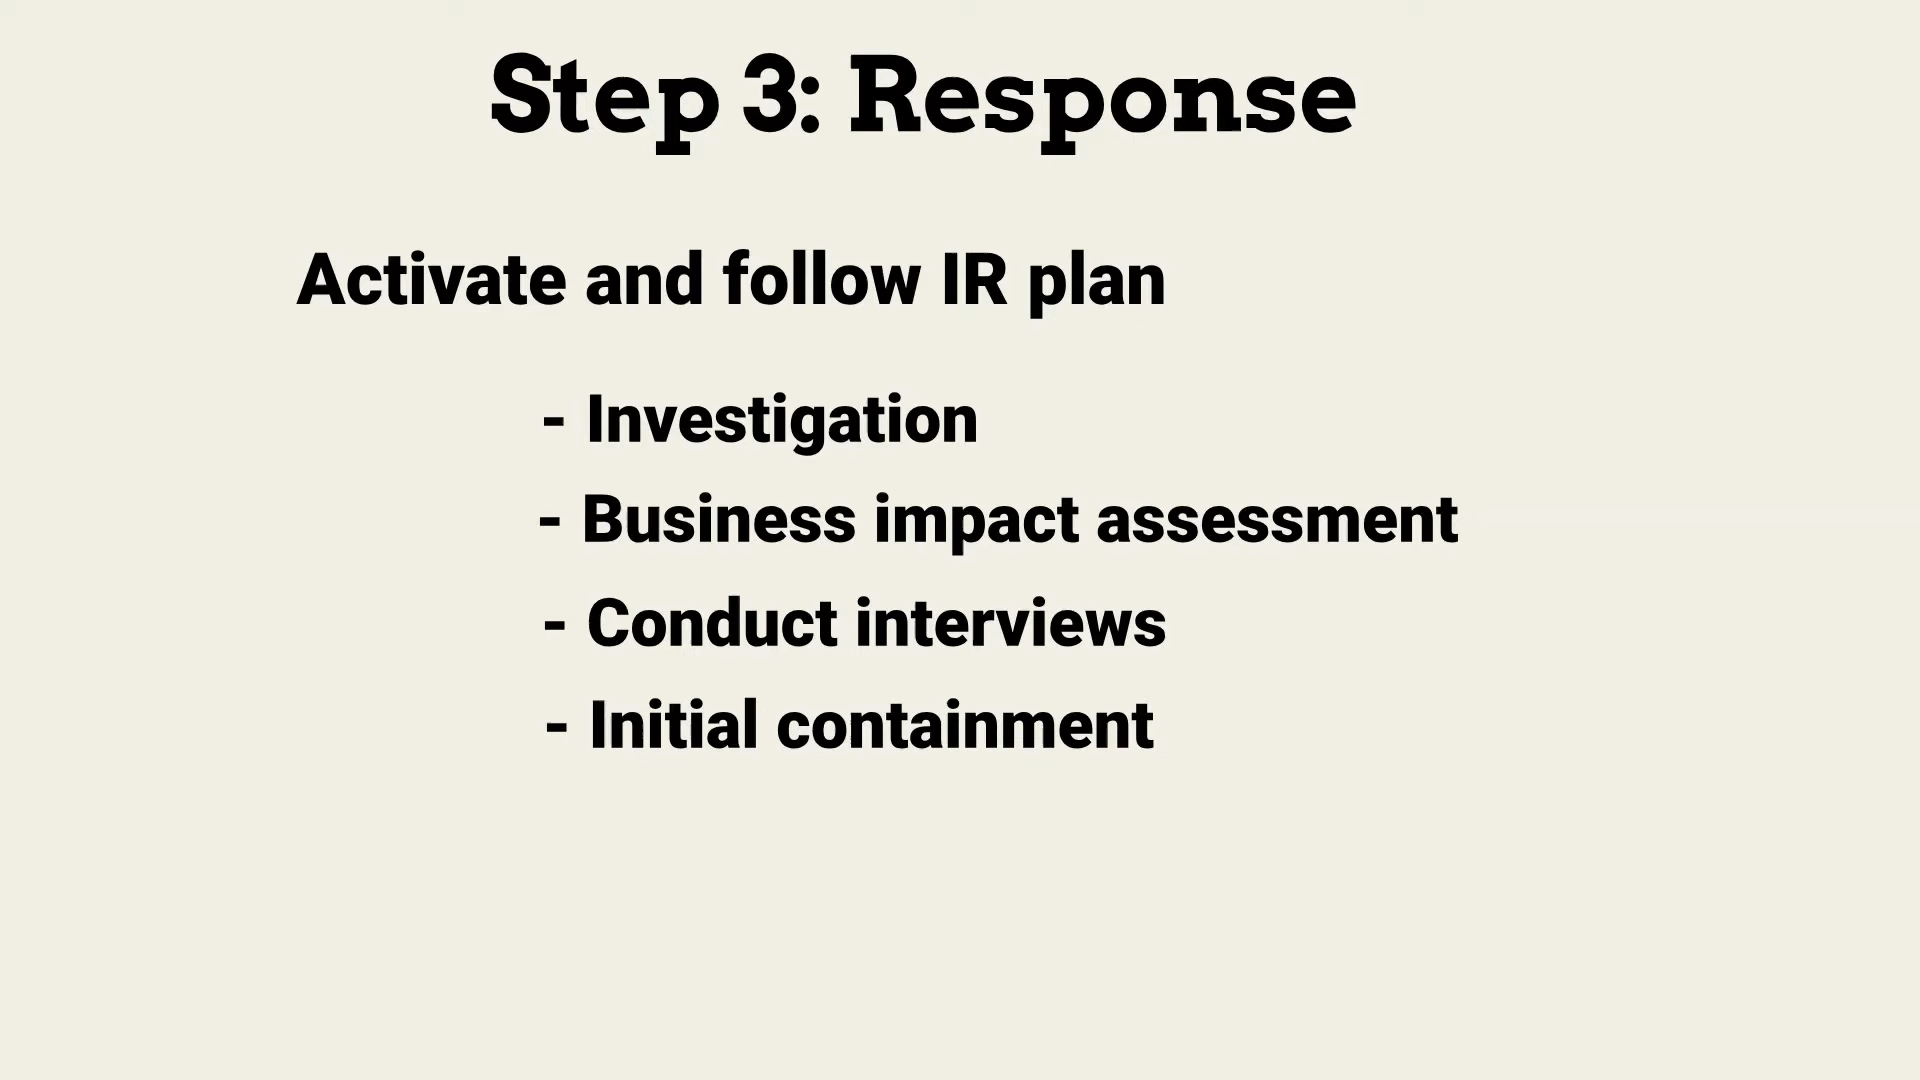 Step 3: Response
Activate and follow IR plan
- Investigation
- Business impact assessment
- Conduct interviews
- Initial containment